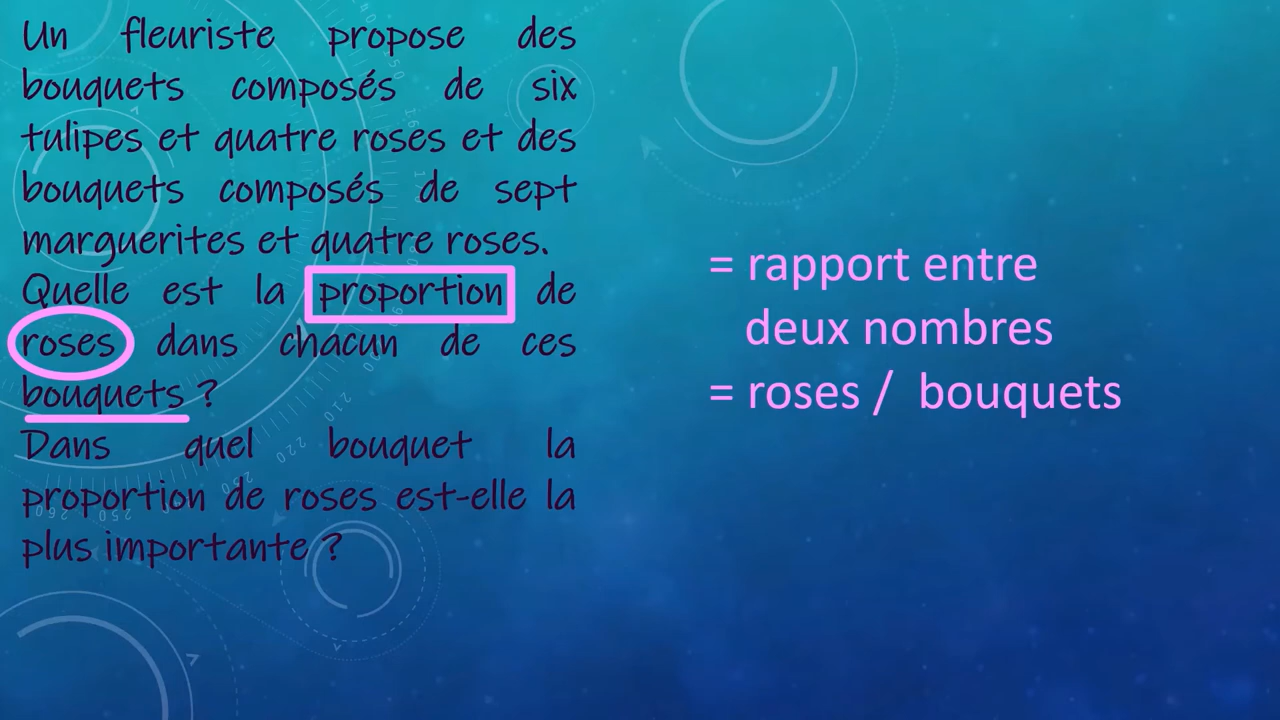 Un fleuriste propose des
bouquets composés de six
tulipes et quatre roses et des
bouquets composés de sept
marguerites et quatre roses.
Quelle est la proportion de
roses dans chacun de ces
bouquets ?
Dans quel bouquet la
proportion de roses est-elle la
plus importante ?
= rapport entre
deux nombres
= roses / bouquets